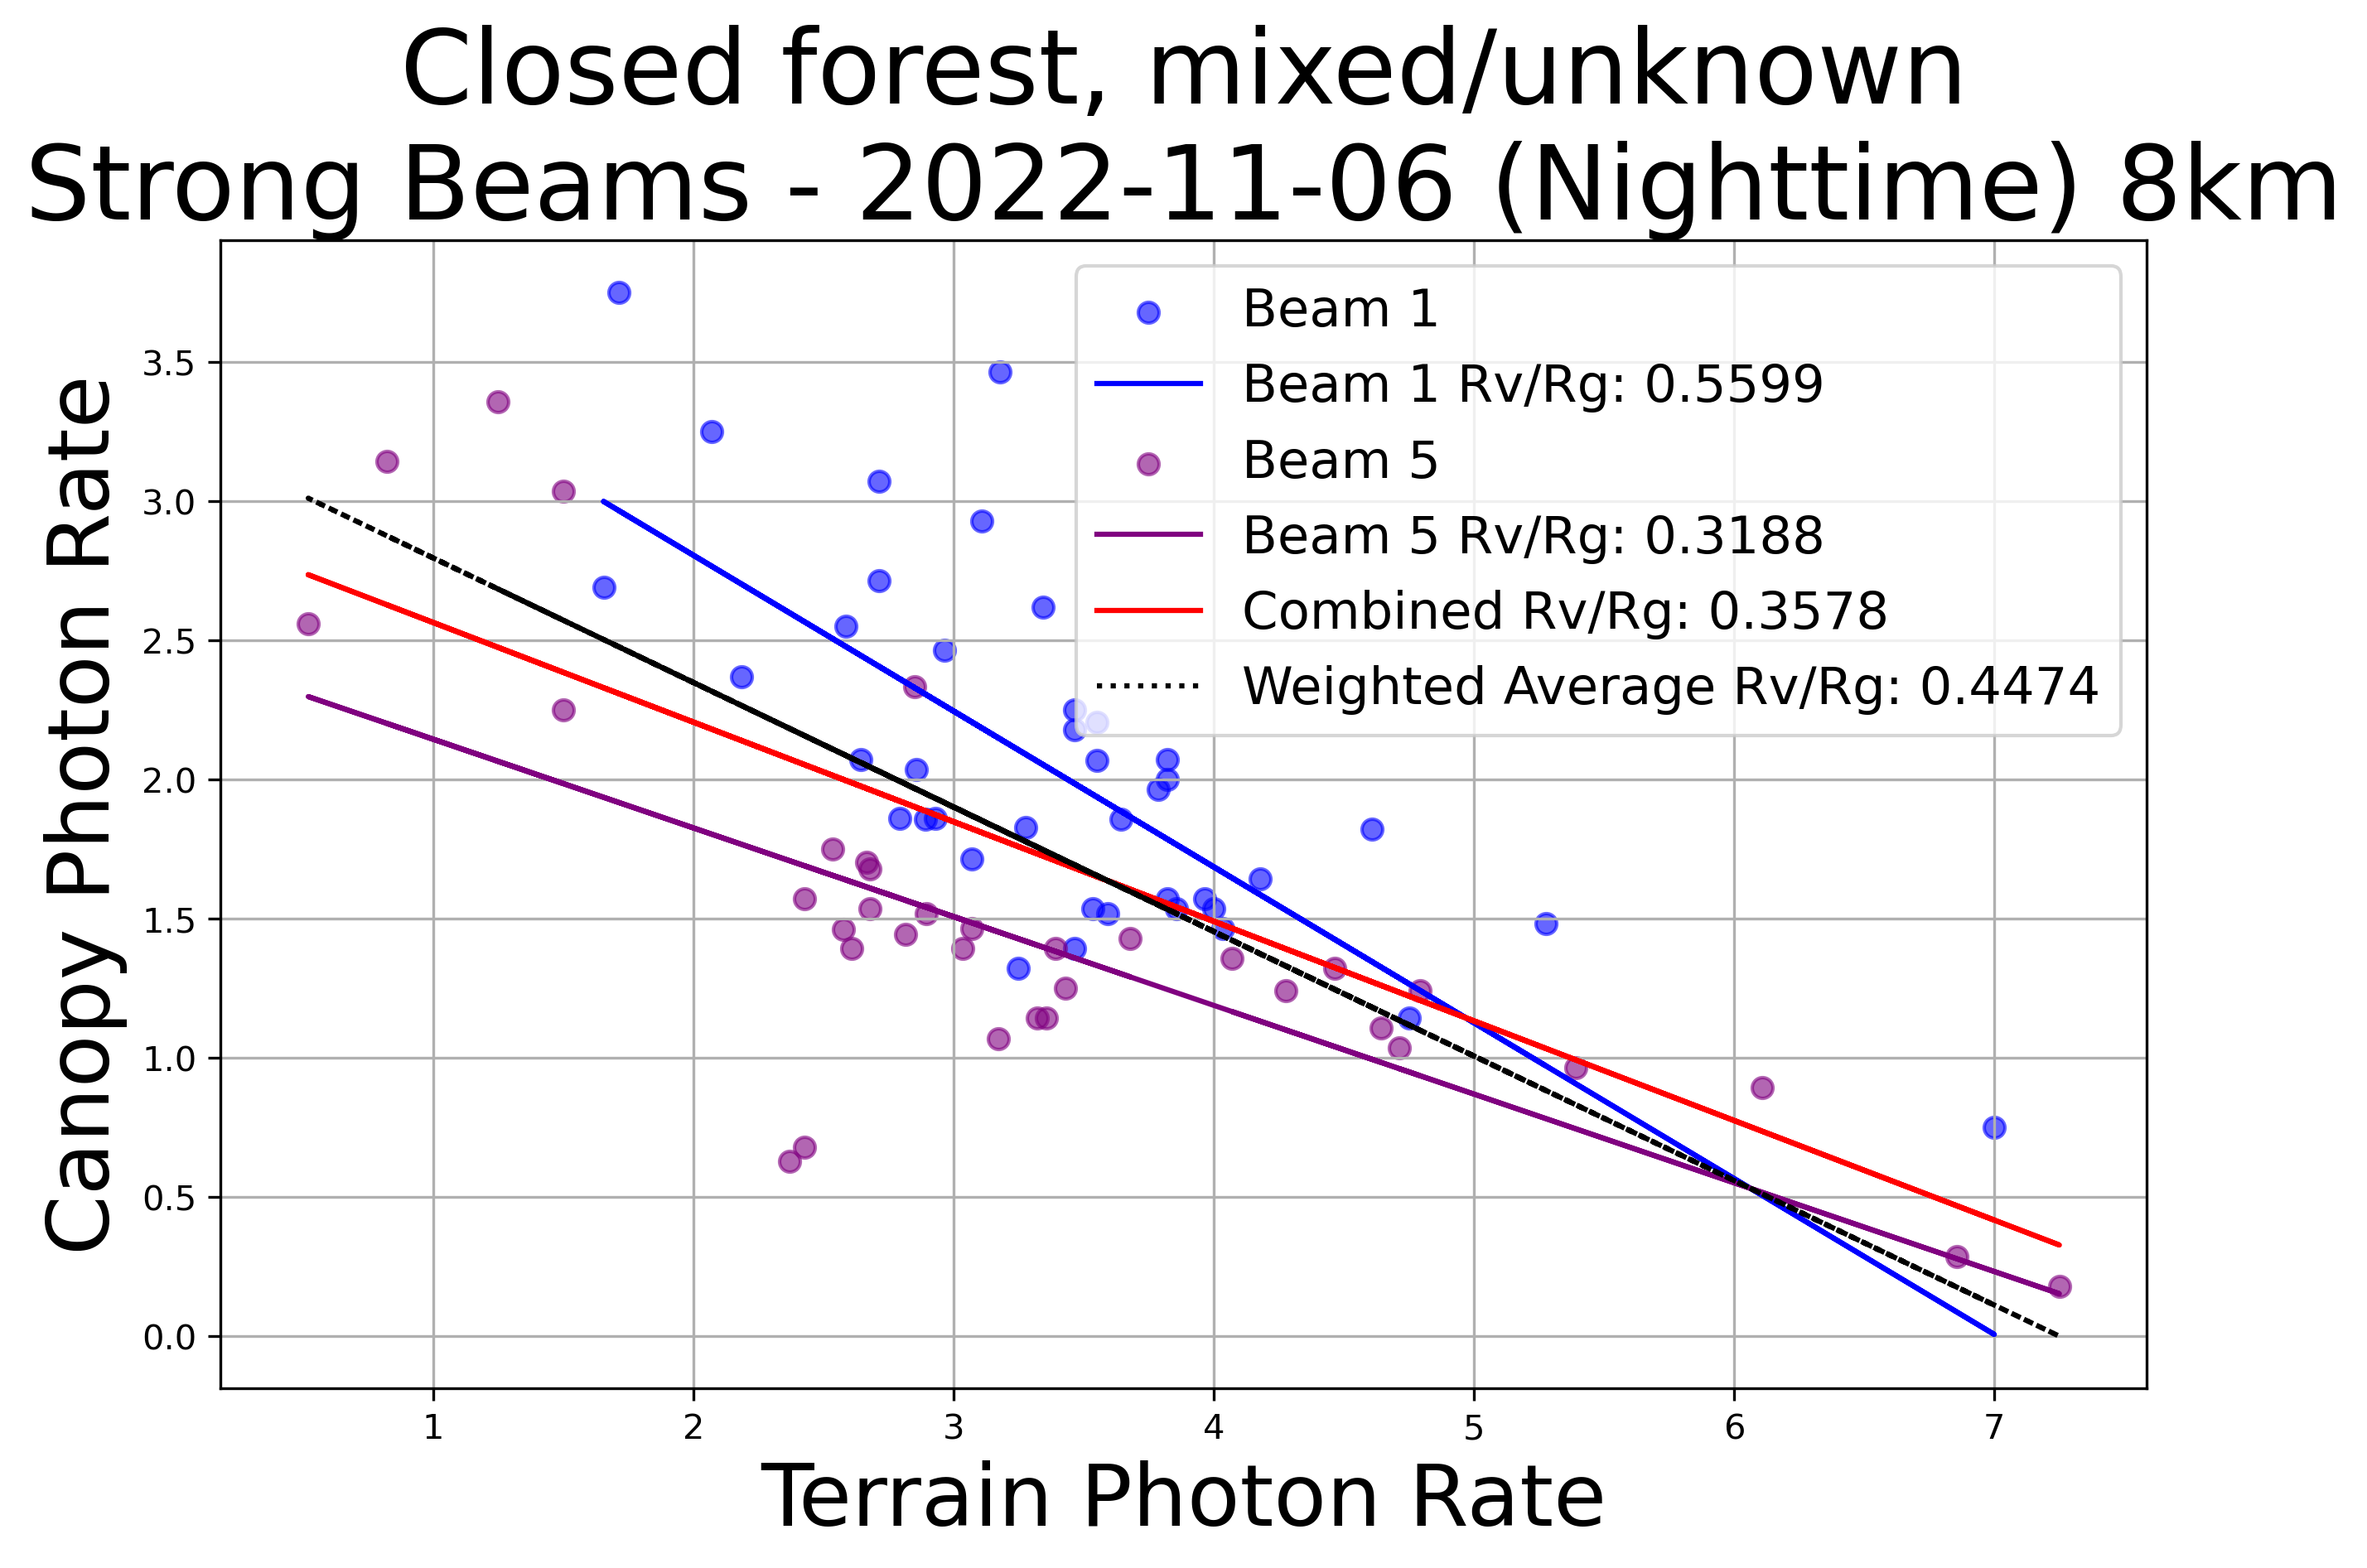 Closed forest, mixed/unknown
Strong Beams - 2022-11-06 (Nighttime) 8km
Canopy Photon Rate
3.5
3.0
2.5
2.0
1.5
1.0
0.5
0.0
Beam 1
Beam 1 Rv/Rg: 0.5599
Beam 5
Beam 5 Rv/Rg: 0.3188
Combined Rv/Rg: 0.3578
Weighted Average Rv/Rg: 0.4474
1 2 3 4 5 6 7
Terrain Photon Rate